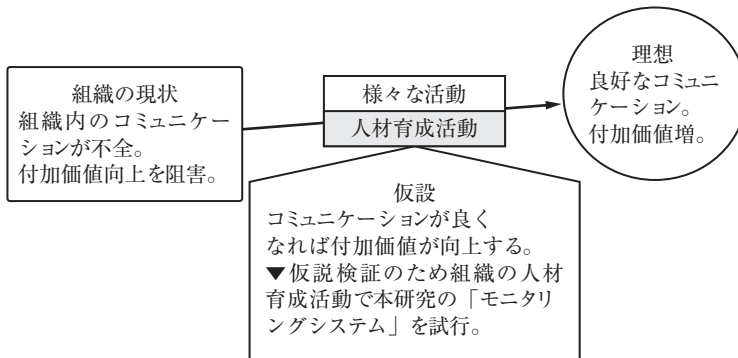 組織の現状
組織内のコミュニケー
ションが不全。
付加価値向上を阻害。
様々な活動
人材育成活動
理想
良好なコミュニ
ケーション。
付加価値増。
仮設
コミュニケーションが良く
なれば付加価値が向上する。
▼仮説検証のため組織の人材
育成活動で本研究の「モニタリ
ングシステム」を試行。